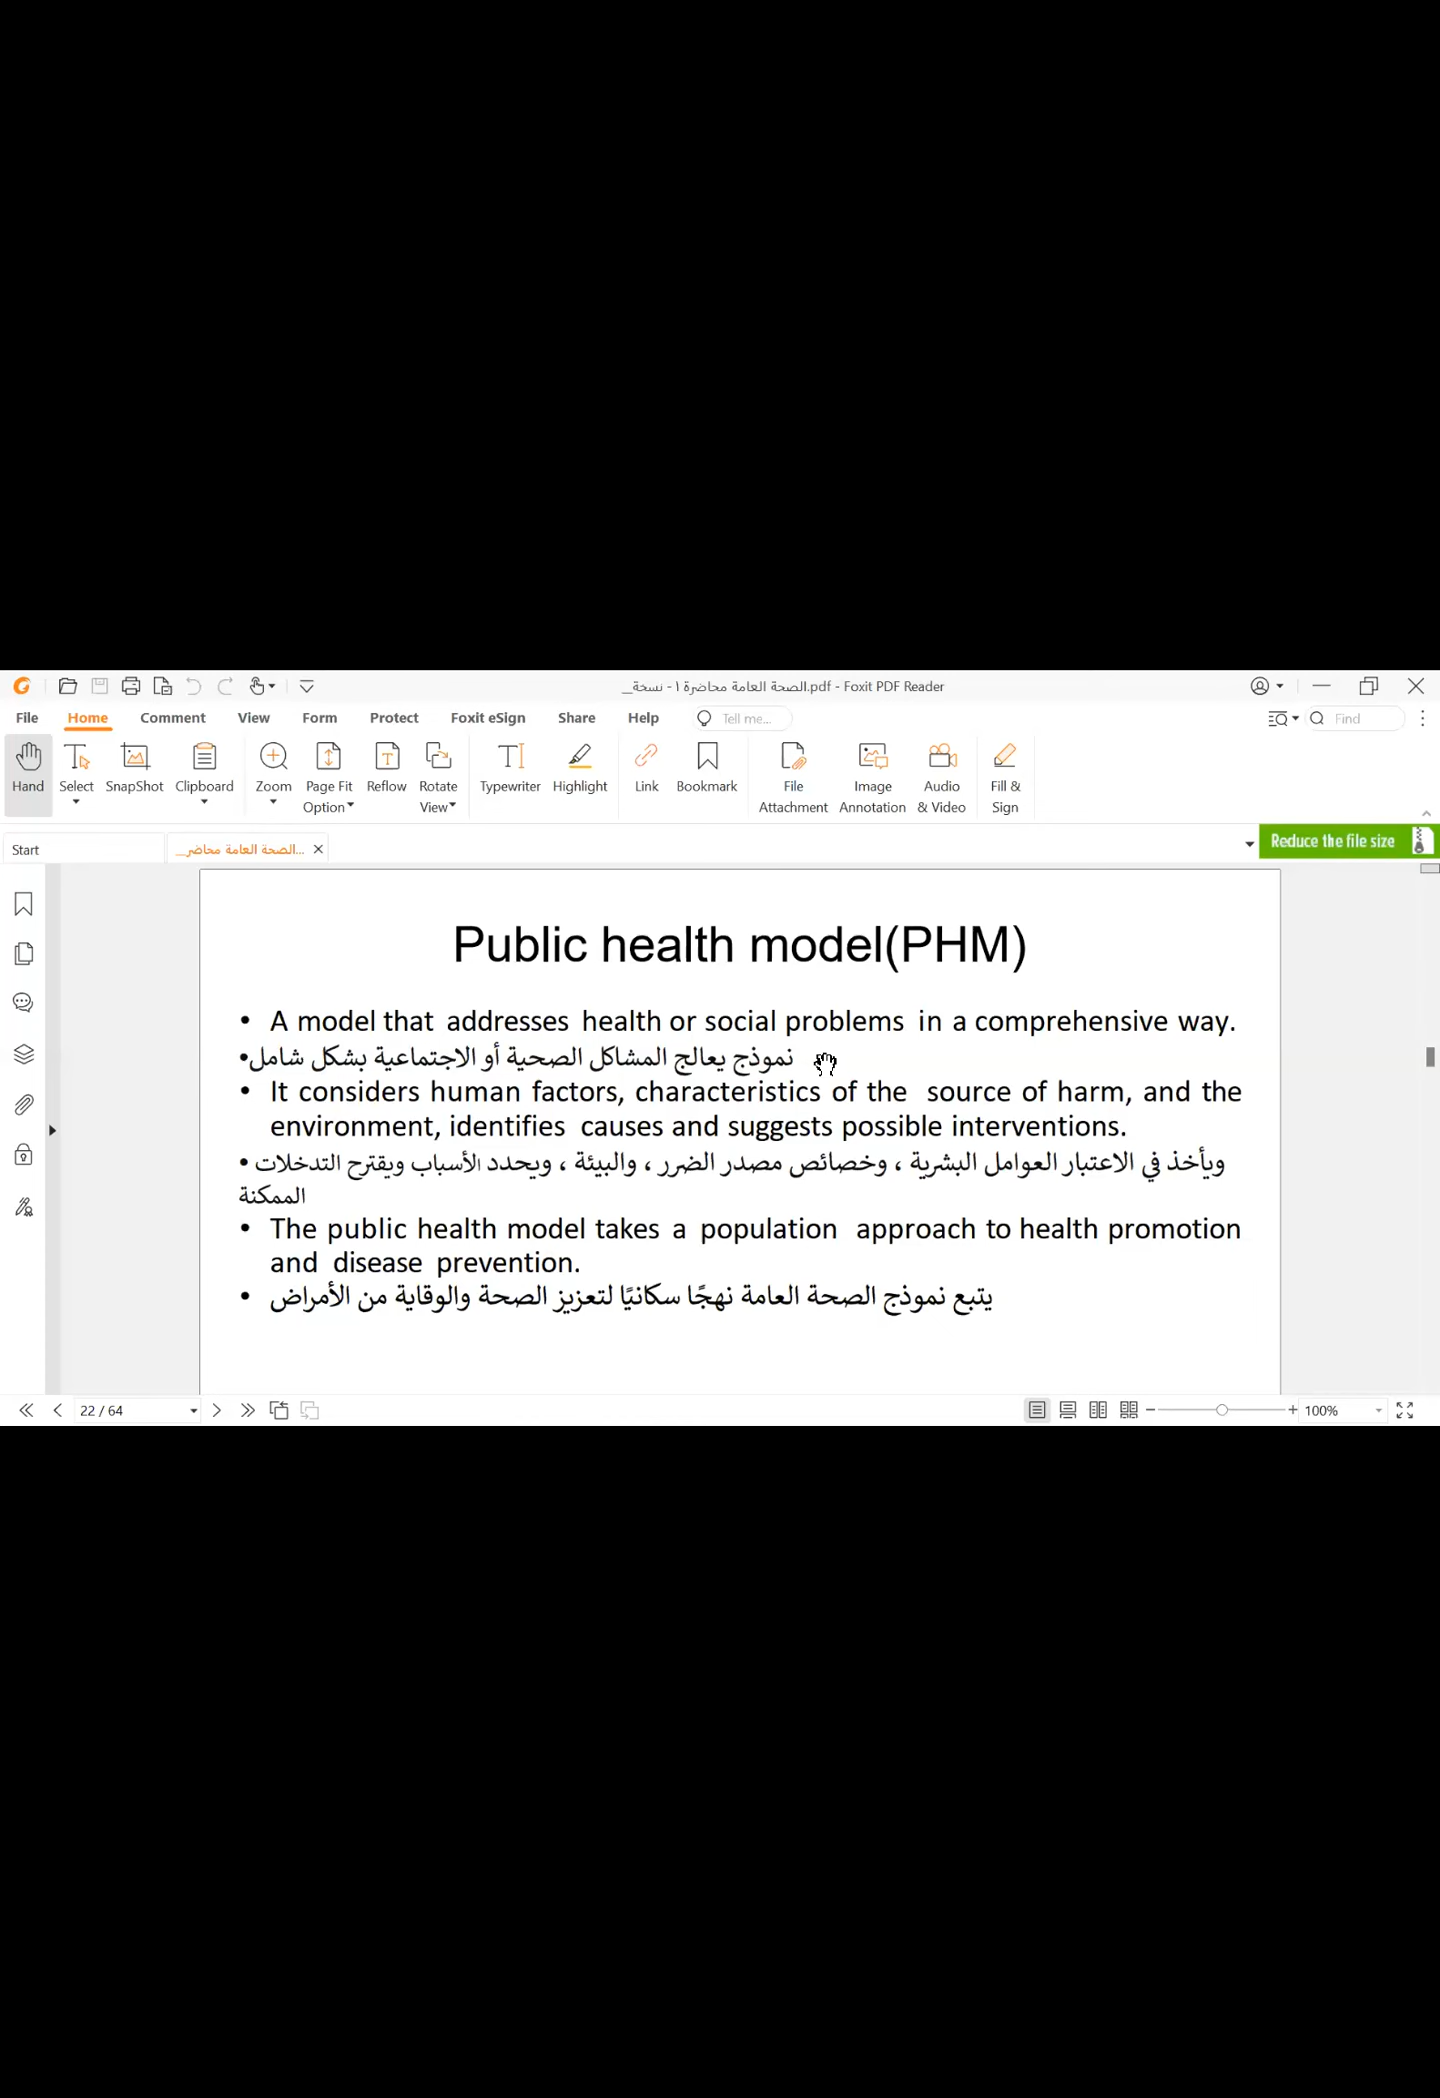 الصحة العامة محاضرة ١ - نسخة__.pdf - Foxit PDF Reader
File Home Comment View Form Protect Foxit eSign Share Help Tell me... Find
Hand Select SnapShot Clipboard Zoom Page Fit Option Reflow Rotate View Typewriter Highlight Link Bookmark File Attachment Image Annotation Audio & Video Fill & Sign
Start الصحة العامة محاضر...__ Reduce the file size
Public health model(PHM)
• A model that addresses health or social problems in a comprehensive way.
•نموذج يعالج المشاكل الصحية أو الاجتماعية بشكل شامل
• It considers human factors, characteristics of the source of harm, and the
environment, identifies causes and suggests possible interventions.
• ويأخذ في الاعتبار العوامل البشرية ، وخصائص مصدر الضرر ، والبيئة ، ويحدد الأسباب ويقترح التدخلات
الممكنة
• The public health model takes a population approach to health promotion
and disease prevention.
• يتبع نموذج الصحة العامة نهجًا سكانيًا لتعزيز الصحة والوقاية من الأمراض
22 / 64 100%